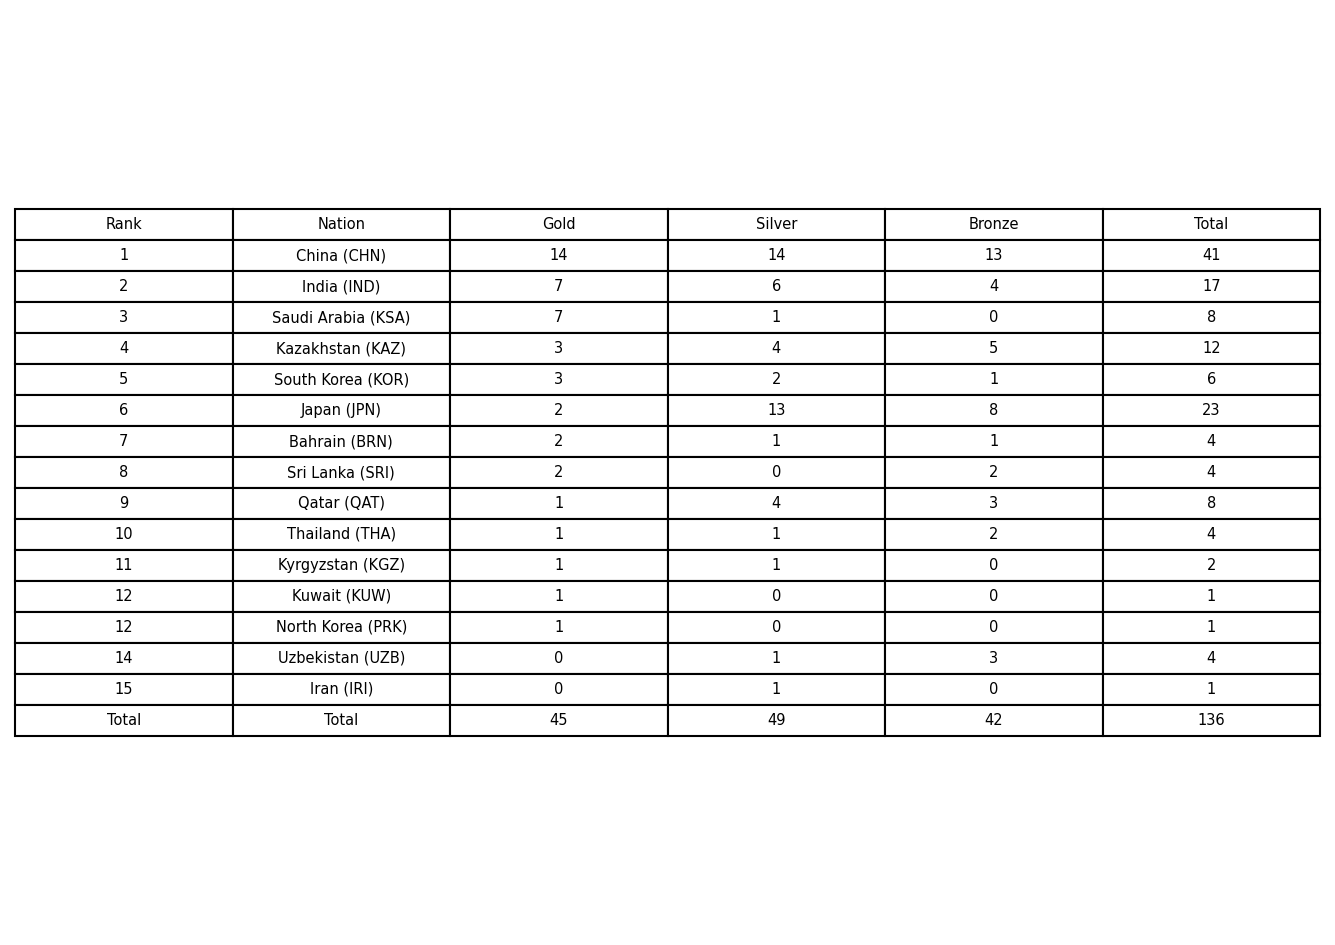 Rank Nation Gold Silver Bronze Total
1 China (CHN) 14 14 13 41
2 India (IND) 7 6 4 17
3 Saudi Arabia (KSA) 7 1 0 8
4 Kazakhstan (KAZ) 3 4 5 12
5 South Korea (KOR) 3 2 1 6
6 Japan (JPN) 2 13 8 23
7 Bahrain (BRN) 2 1 1 4
8 Sri Lanka (SRI) 2 0 2 4
9 Qatar (QAT) 1 4 3 8
10 Thailand (THA) 1 1 2 4
11 Kyrgyzstan (KGZ) 1 1 0 2
12 Kuwait (KUW) 1 0 0 1
12 North Korea (PRK) 1 0 0 1
14 Uzbekistan (UZB) 0 1 3 4
15 Iran (IRI) 0 1 0 1
Total Total 45 49 42 136